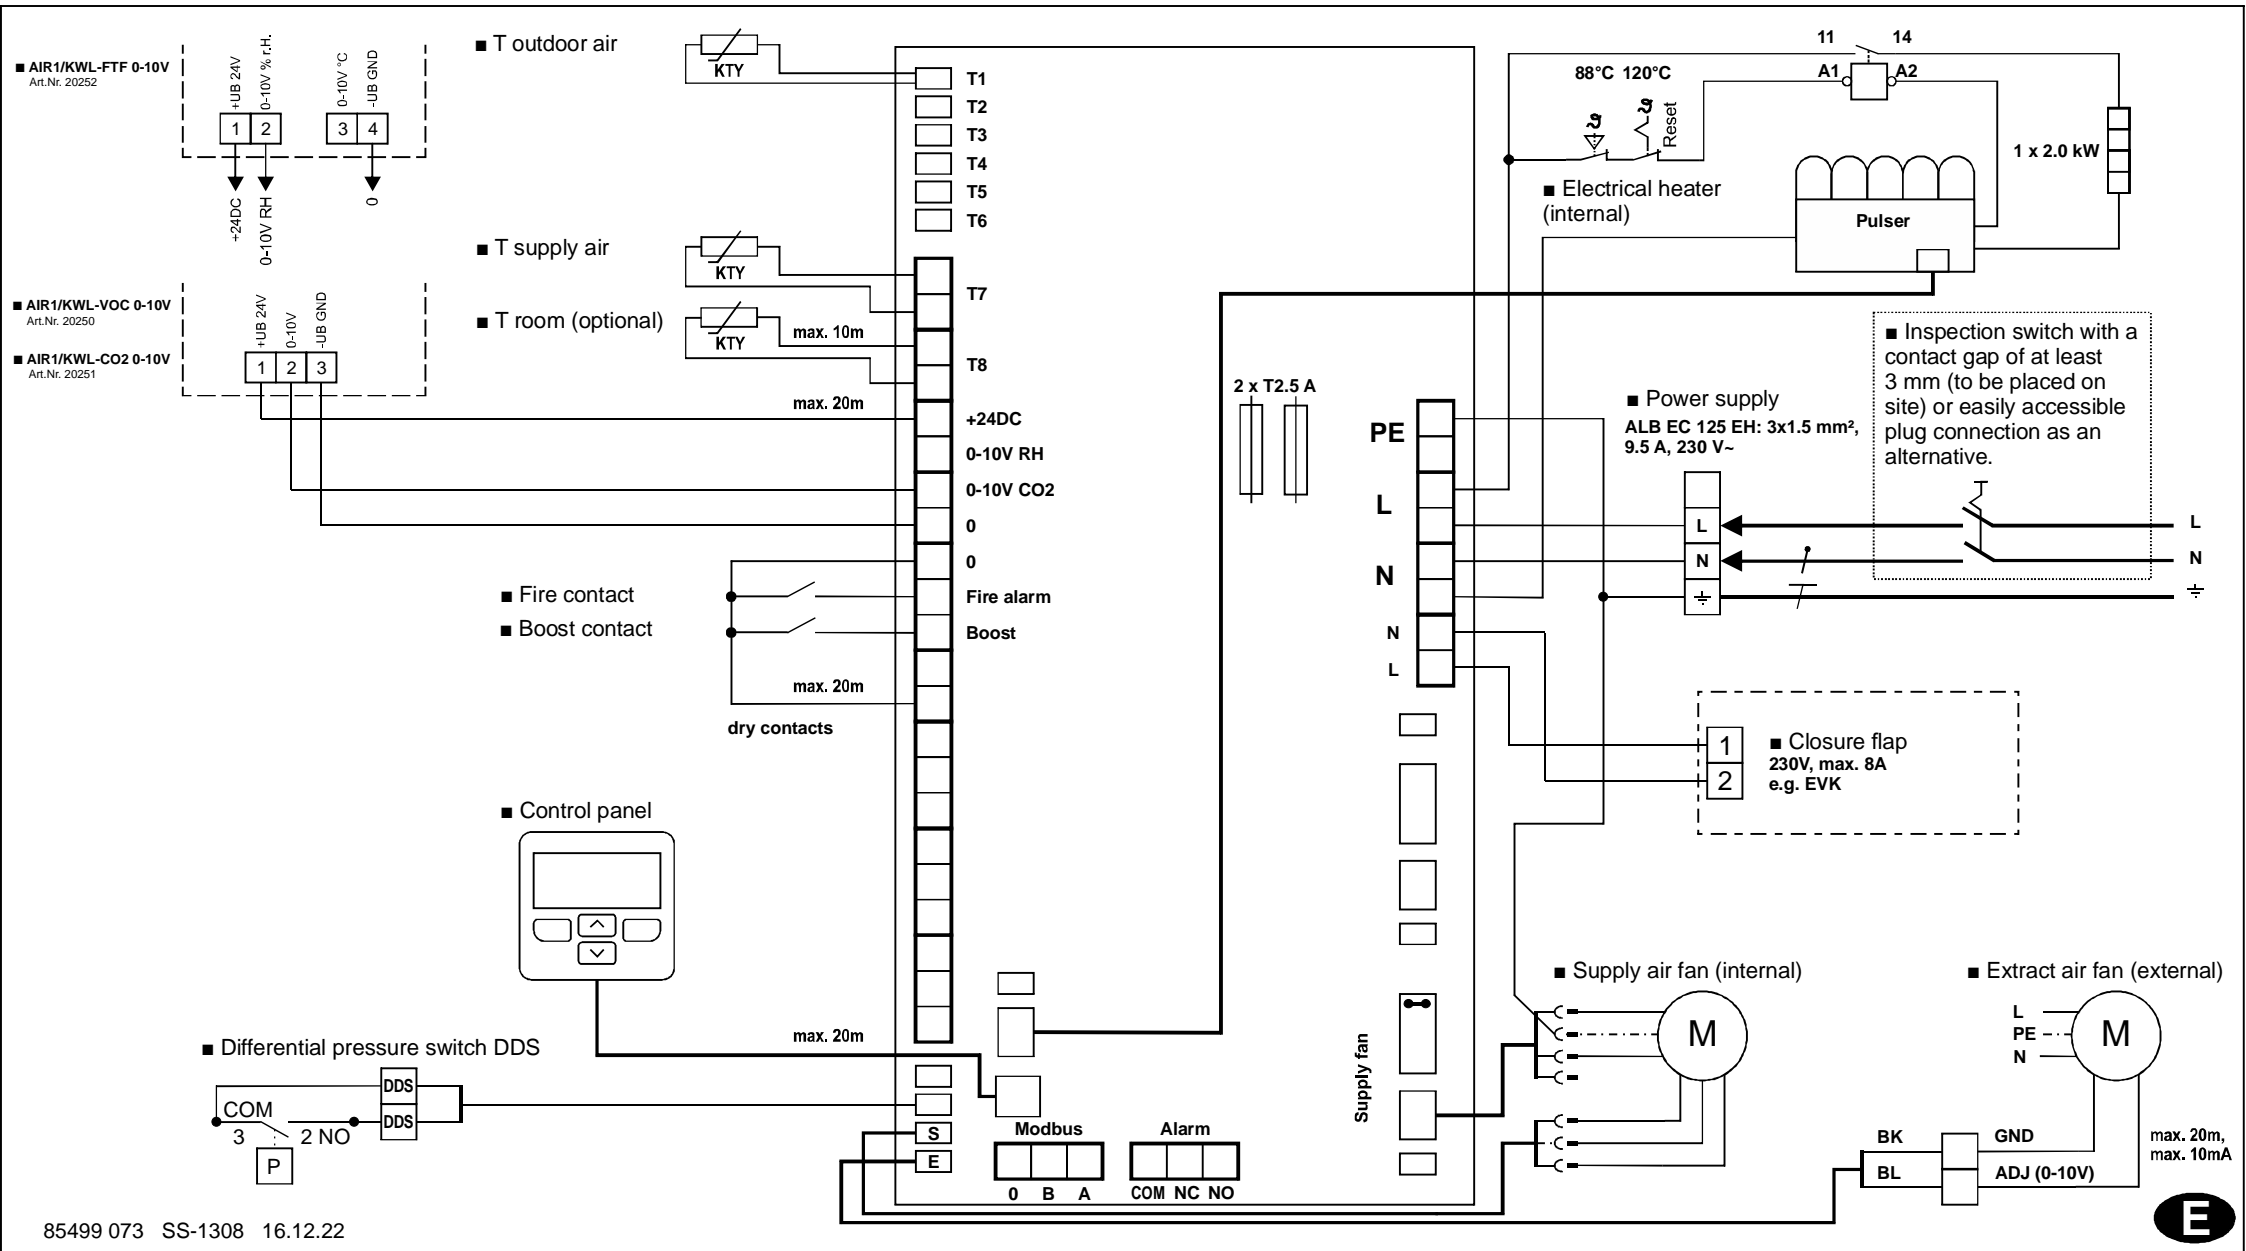 ■ AIR1/KWL-FTF 0-10V
Art.Nr. 20252
+UB 24V
0-10V % r.H.
0-10V °C
-UB GND
1 2 3 4
+24DC
0-10V RH
0
■ AIR1/KWL-VOC 0-10V
Art.Nr. 20250
■ AIR1/KWL-CO2 0-10V
Art.Nr. 20251
+UB 24V
0-10V
-UB GND
1 2 3
■ T outdoor air
KTY
■ T supply air
KTY
■ T room (optional)
KTY
max. 10m
max. 20m
■ Fire contact
■ Boost contact
max. 20m
dry contacts
■ Control panel
max. 20m
■ Differential pressure switch DDS
DDS
DDS
COM
3
2 NO
P
T1
T2
T3
T4
T5
T6
T7
T8
+24DC
0-10V RH
0-10V CO2
0
0
Fire alarm
Boost
S
E
Modbus
0 B A
Alarm
COM NC NO
2 x T2.5 A
PE
L
N
N
L
Supply fan
11 14
A1 A2
88°C 120°C
ϑ ϑ
Reset
1 x 2.0 kW
■ Electrical heater
(internal)
Pulser
■ Inspection switch with a
contact gap of at least
3 mm (to be placed on
site) or easily accessible
plug connection as an
alternative.
■ Power supply
ALB EC 125 EH: 3x1.5 mm²,
9.5 A, 230 V~
L
N
L
N
1
2
■ Closure flap
230V, max. 8A
e.g. EVK
■ Supply air fan (internal)
M
■ Extract air fan (external)
L
PE
N
M
BK
BL
GND
ADJ (0-10V)
max. 20m,
max. 10mA
85499 073 SS-1308 16.12.22
E